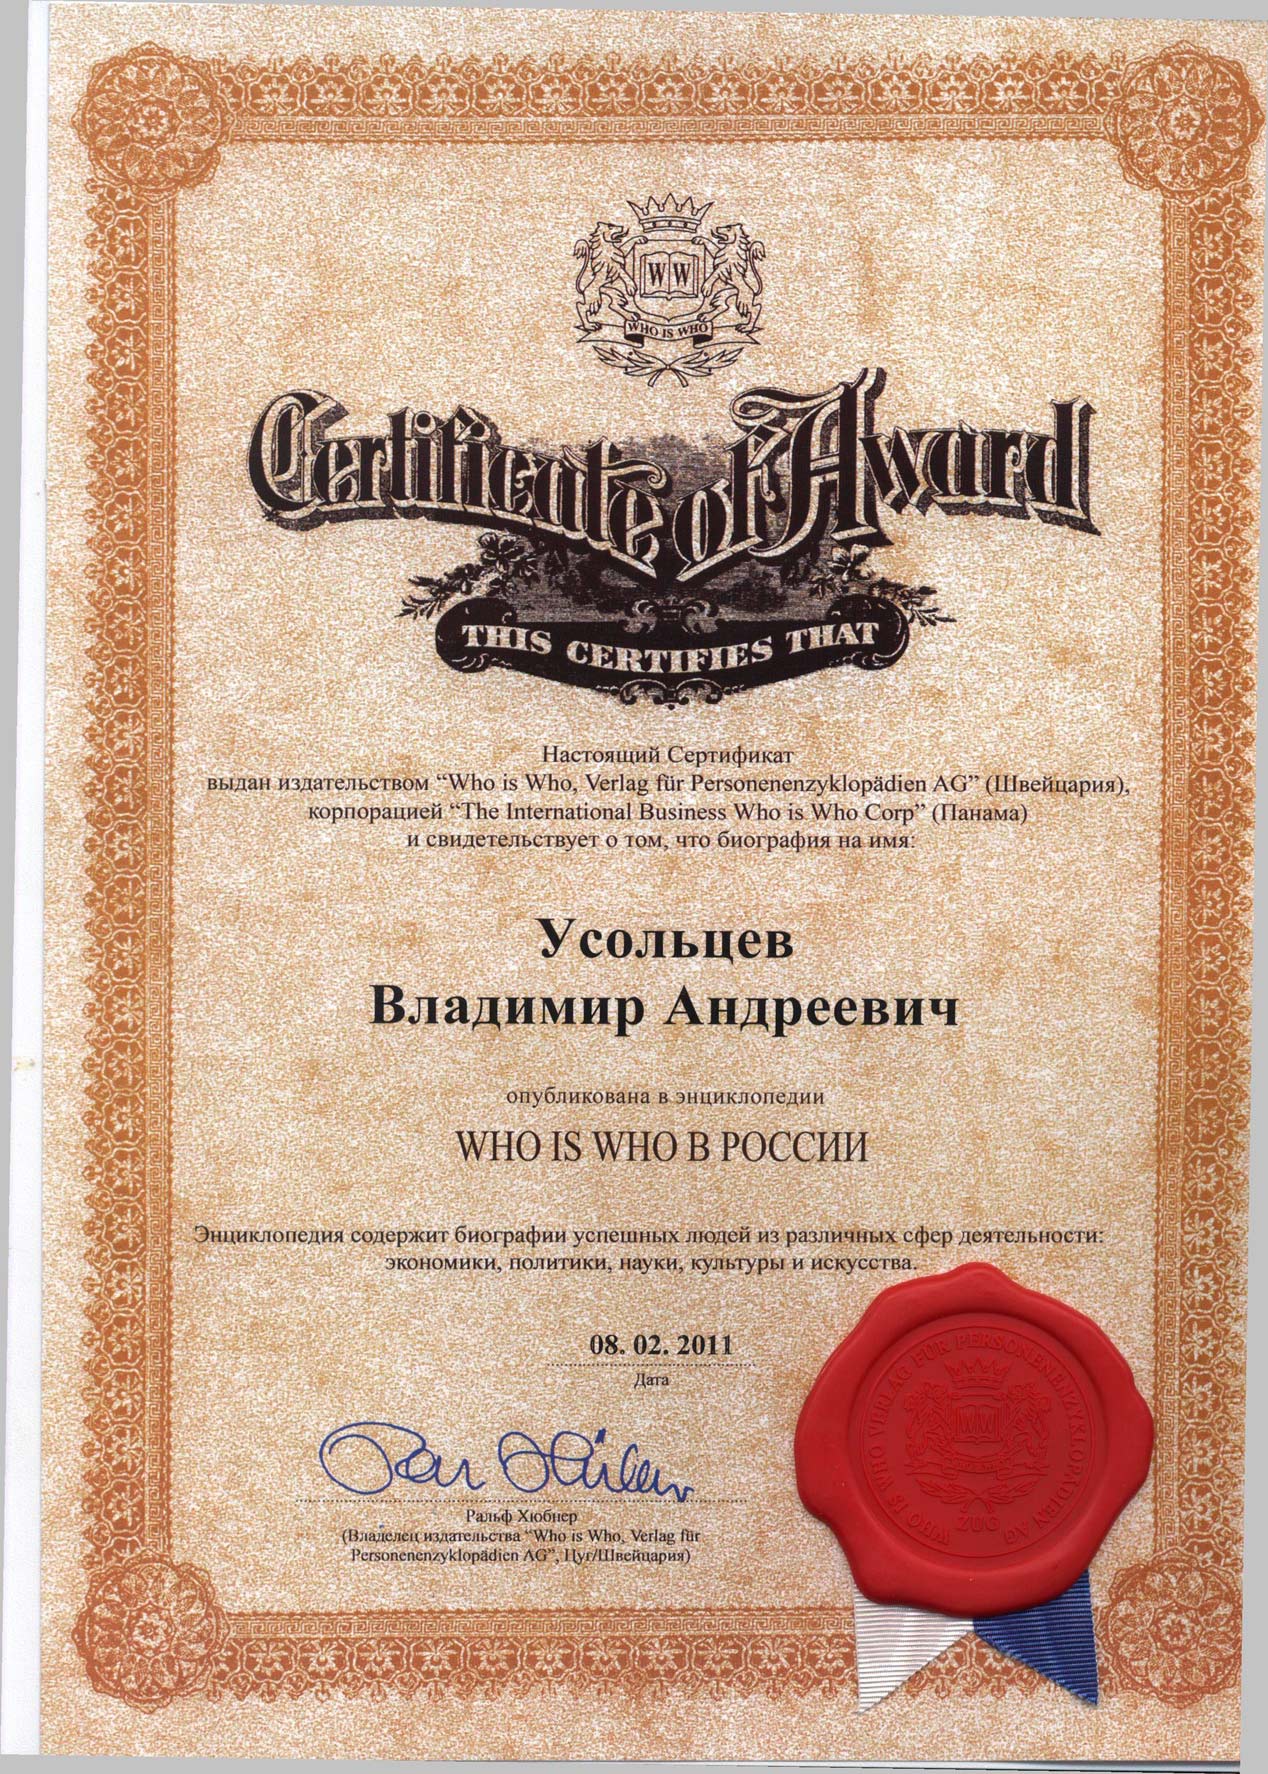 WW
WHO IS WHO
Certificate of Award
THIS CERTIFIES THAT
Настоящий Сертификат
выдан издательством “Who is Who, Verlag für Personenenzyklopädien AG” (Швейцария),
корпорацией “The International Business Who is Who Corp” (Панама)
и свидетельствует о том, что биография на имя:
Усольцев
Владимир Андреевич
опубликована в энциклопедии
WHO IS WHO В РОССИИ
Энциклопедия содержит биографии успешных людей из различных сфер деятельности:
экономики, политики, науки, культуры и искусства.
08. 02. 2011
Дата
Ральф Хюбнер
(Владелец издательства “Who is Who, Verlag für
Personenenzyklopädien AG”, Цуг/Швейцария)
WHO IS WHO VERLAG FÜR PERSONENENZYKLOPÄDIEN AG
WW
ZUG